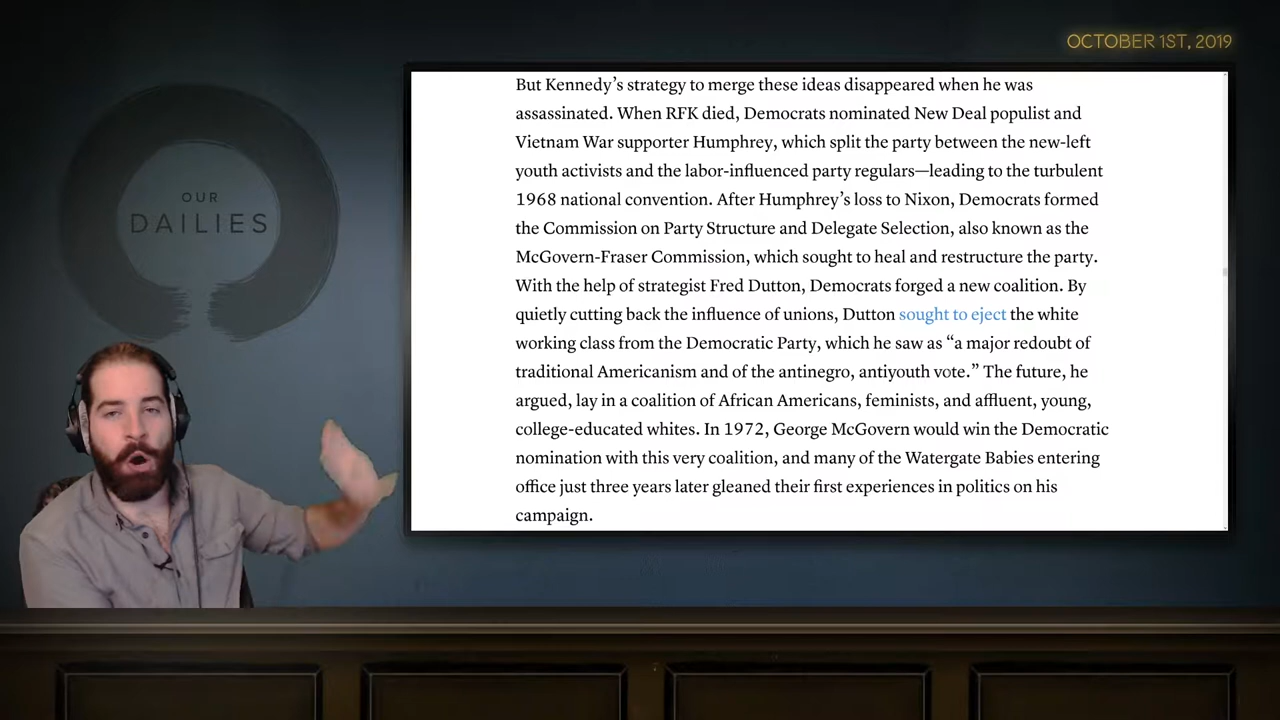 OCTOBER 1ST, 2019
OUR
DAILIES
But Kennedy’s strategy to merge these ideas disappeared when he was
assassinated. When RFK died, Democrats nominated New Deal populist and
Vietnam War supporter Humphrey, which split the party between the new-left
youth activists and the labor-influenced party regulars—leading to the turbulent
1968 national convention. After Humphrey’s loss to Nixon, Democrats formed
the Commission on Party Structure and Delegate Selection, also known as the
McGovern-Fraser Commission, which sought to heal and restructure the party.
With the help of strategist Fred Dutton, Democrats forged a new coalition. By
quietly cutting back the influence of unions, Dutton sought to eject the white
working class from the Democratic Party, which he saw as “a major redoubt of
traditional Americanism and of the antinegro, antiyouth vote.” The future, he
argued, lay in a coalition of African Americans, feminists, and affluent, young,
college-educated whites. In 1972, George McGovern would win the Democratic
nomination with this very coalition, and many of the Watergate Babies entering
office just three years later gleaned their first experiences in politics on his
campaign.